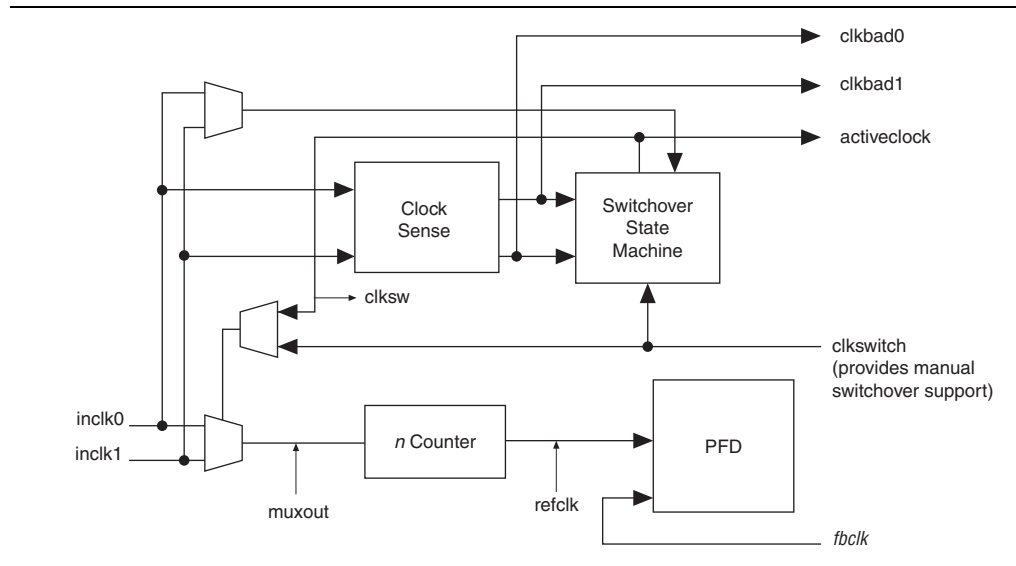 clkbad0
clkbad1
activeclock
Clock
Sense
Switchover
State
Machine
clksw
clkswitch
(provides manual
switchover support)
inclk0
inclk1
n Counter
PFD
muxout
refclk
fbclk